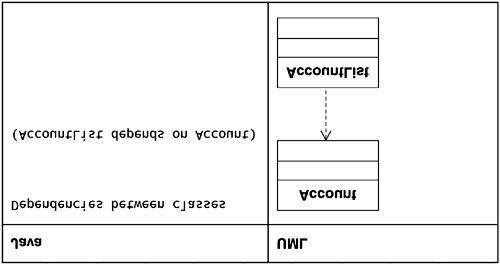 Java
UML
Dependencies between classes
(AccountList depends on Account)
Account
AccountList